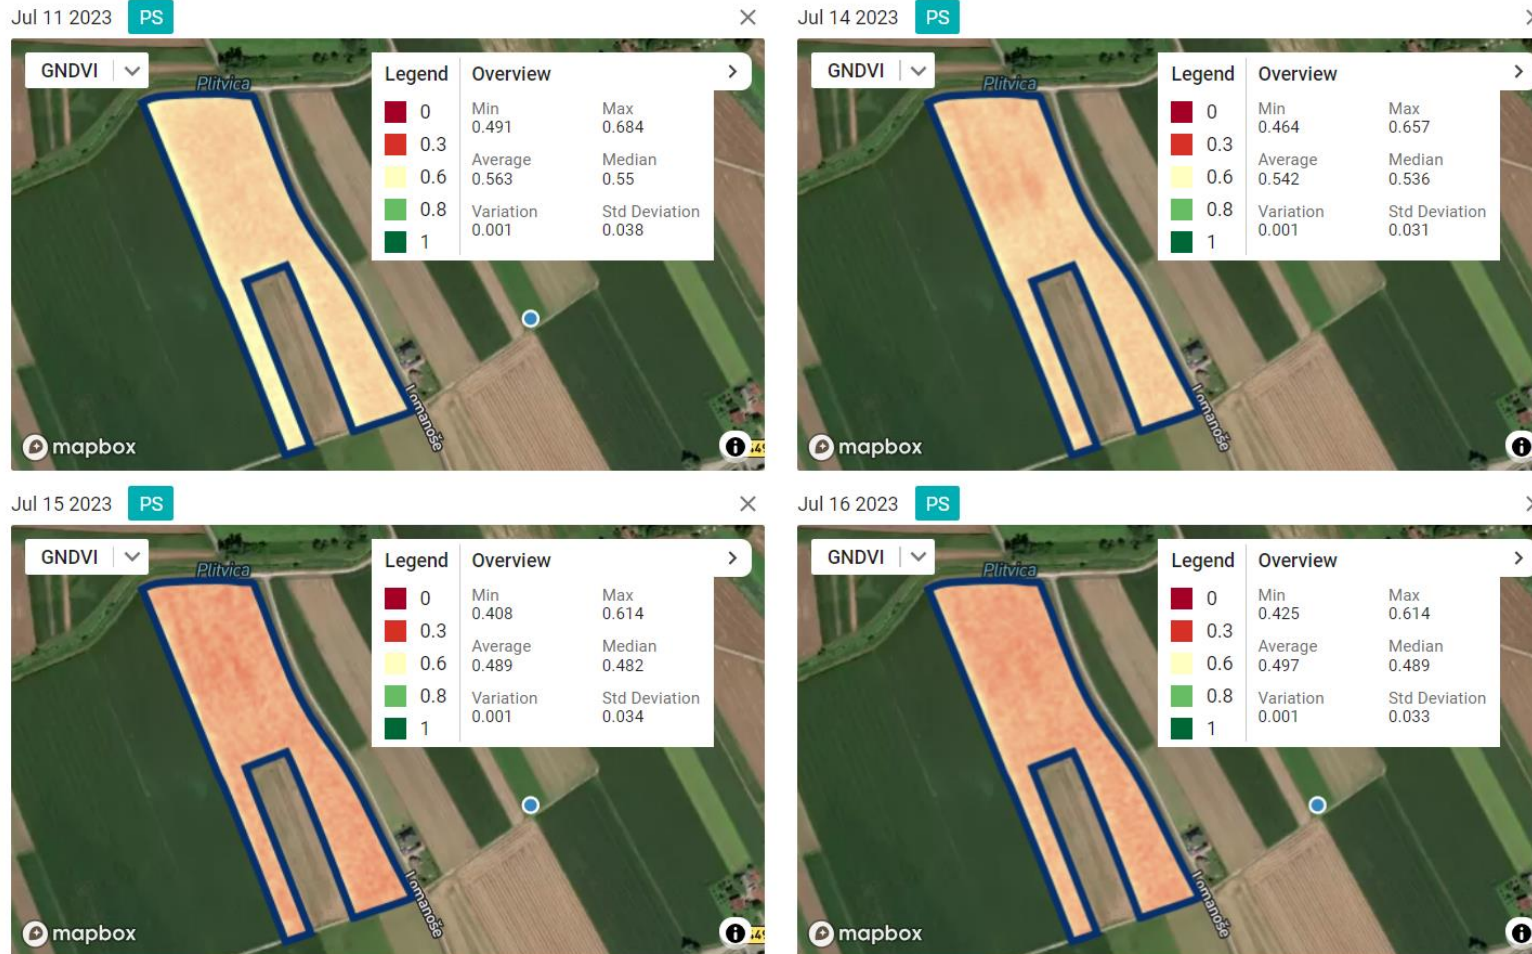 Jul 11 2023 PS
GNDVI
Plitvica
Legend Overview
0
0.3
0.6
0.8
1
Min Max
0.491 0.684
Average Median
0.563 0.55
Variation Std Deviation
0.001 0.038
Lomanoše
mapbox
Jul 14 2023 PS
GNDVI
Plitvica
Legend Overview
0
0.3
0.6
0.8
1
Min Max
0.464 0.657
Average Median
0.542 0.536
Variation Std Deviation
0.001 0.031
Lomanoše
mapbox
Jul 15 2023 PS
GNDVI
Plitvica
Legend Overview
0
0.3
0.6
0.8
1
Min Max
0.408 0.614
Average Median
0.489 0.482
Variation Std Deviation
0.001 0.034
Lomanoše
mapbox
Jul 16 2023 PS
GNDVI
Plitvica
Legend Overview
0
0.3
0.6
0.8
1
Min Max
0.425 0.614
Average Median
0.497 0.489
Variation Std Deviation
0.001 0.033
Lomanoše
mapbox